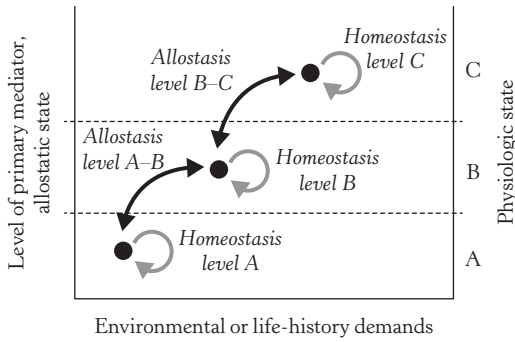 Level of primary mediator,
allostatic state
Homeostasis
level C
Allostasis
level B–C
C
Allostasis
level A–B
Homeostasis
level B
B
Homeostasis
level A
A
Physiologic state
Environmental or life-history demands